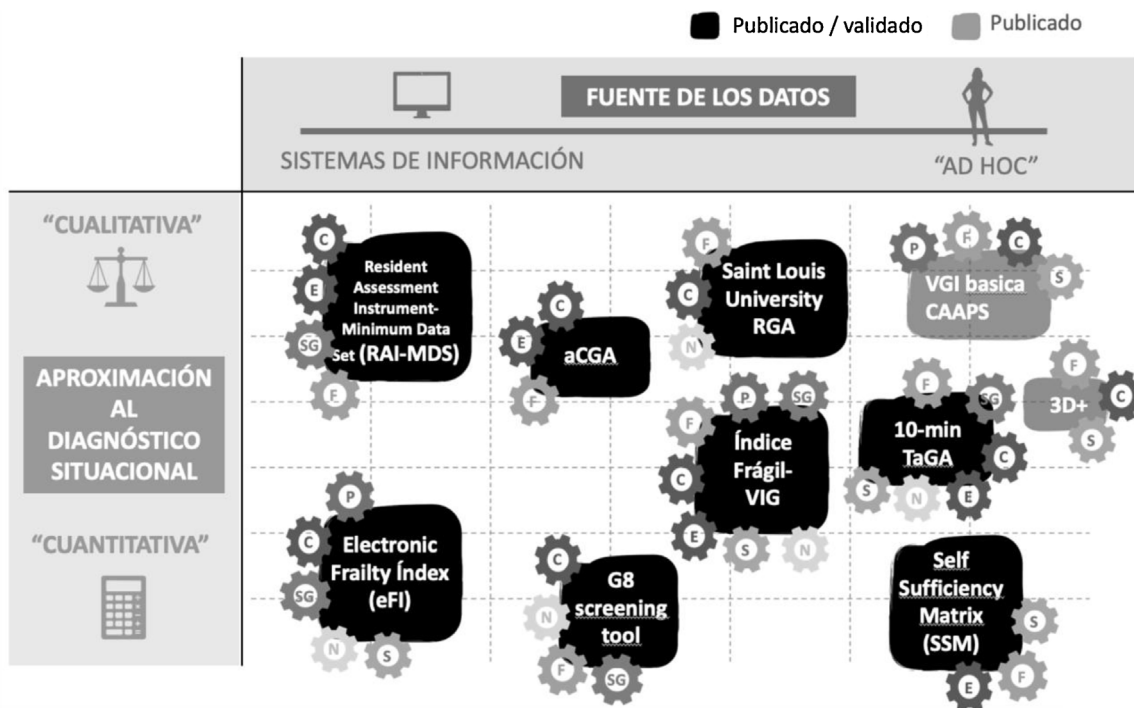 Publicado / validado
Publicado
FUENTE DE LOS DATOS
SISTEMAS DE INFORMACIÓN
“AD HOC”
“CUALITATIVA”
APROXIMACIÓN
AL
DIAGNÓSTICO
SITUACIONAL
“CUANTITATIVA”
C
E
SG
F
Resident
Assessment
Instrument-
Minimum Data
Set (RAI-MDS)
C
E
F
aCGA
F
C
N
Saint Louis
University
RGA
P
F
C
S
VGI basica
CAAPS
F
C
S
3D+
P
SG
F
C
E
S
N
Índice
Frágil-
VIG
F
SG
C
E
N
S
10-min
TaGA
P
C
SG
N
S
Electronic
Frailty Índex
(eFI)
C
N
F
SG
G8
screening
tool
Self
Sufficiency
Matrix
(SSM)
S
F
E